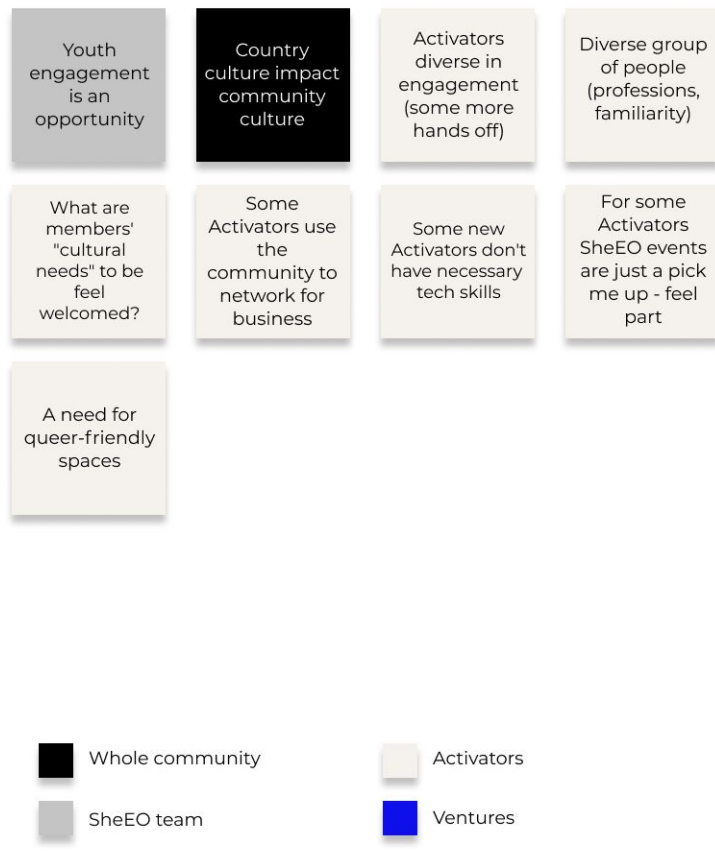 Youth
engagement
is an
opportunity
Country
culture impact
community
culture
Activators
diverse in
engagement
(some more
hands off)
Diverse group
of people
(professions,
familiarity)
What are
members'
"cultural
needs" to be
feel
welcomed?
Some
Activators use
the
community to
network for
business
Some new
Activators don't
have necessary
tech skills
For some
Activators
SheEO events
are just a pick
me up - feel
part
A need for
queer-friendly
spaces
Whole community
Activators
SheEO team
Ventures